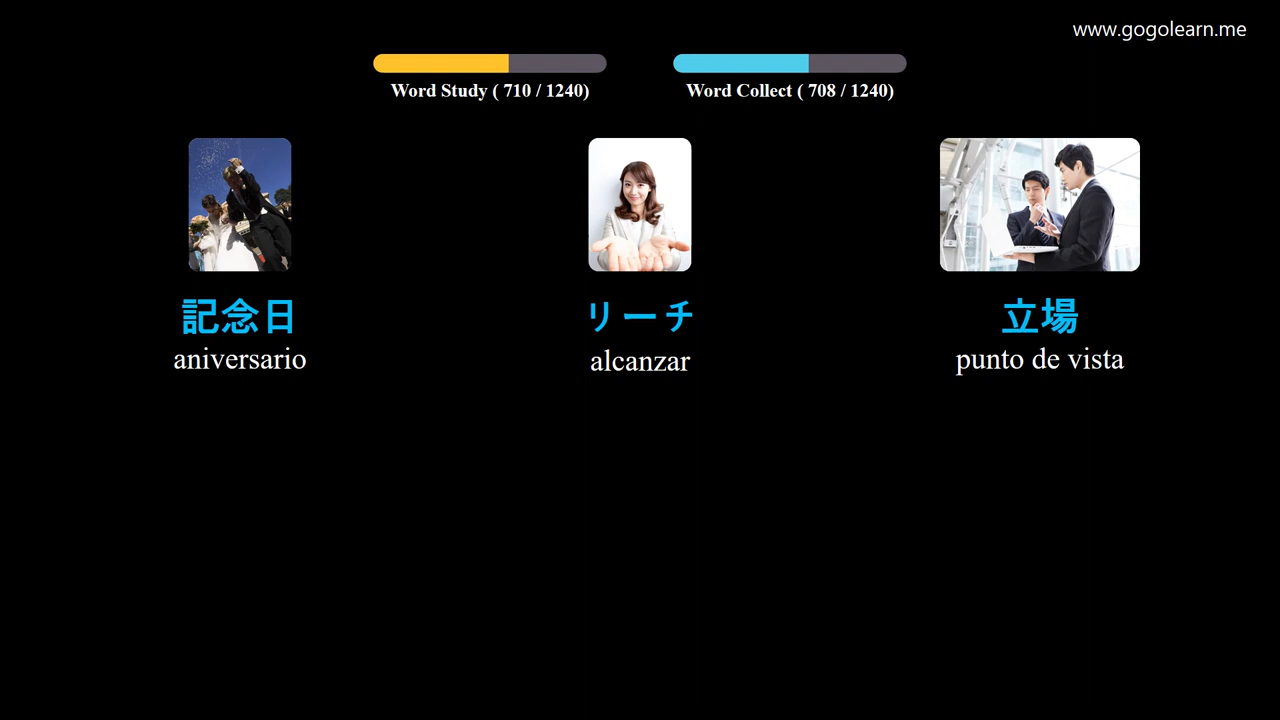 www.gogolearn.me
Word Study ( 710 / 1240)
Word Collect ( 708 / 1240)
記念日
リーチ
立場
aniversario
alcanzar
punto de vista